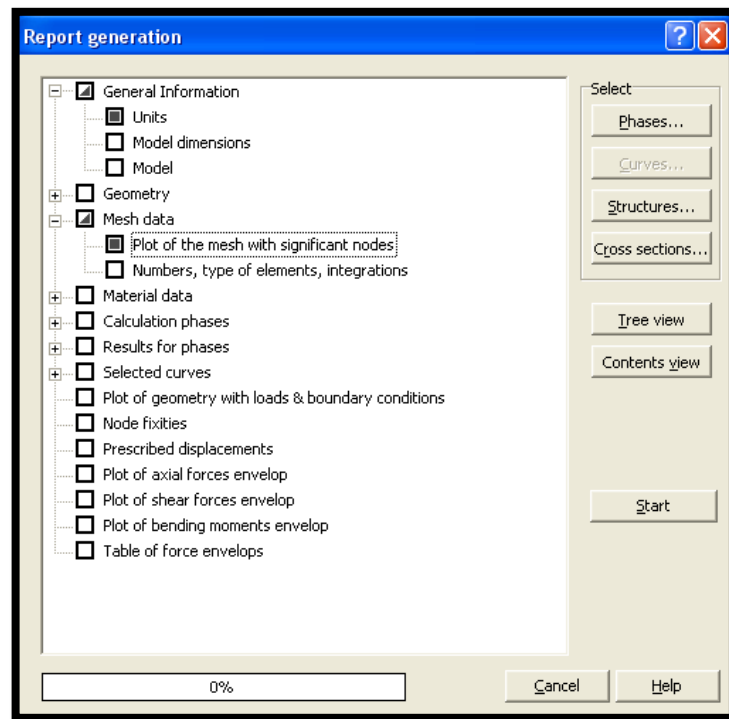 Report generation
General Information
Units
Model dimensions
Model
Geometry
Mesh data
Plot of the mesh with significant nodes
Numbers, type of elements, integrations
Material data
Calculation phases
Results for phases
Selected curves
Plot of geometry with loads & boundary conditions
Node fixities
Prescribed displacements
Plot of axial forces envelop
Plot of shear forces envelop
Plot of bending moments envelop
Table of force envelops
Select
Phases...
Curves...
Structures...
Cross sections...
Tree view
Contents view
Start
0%
Cancel
Help